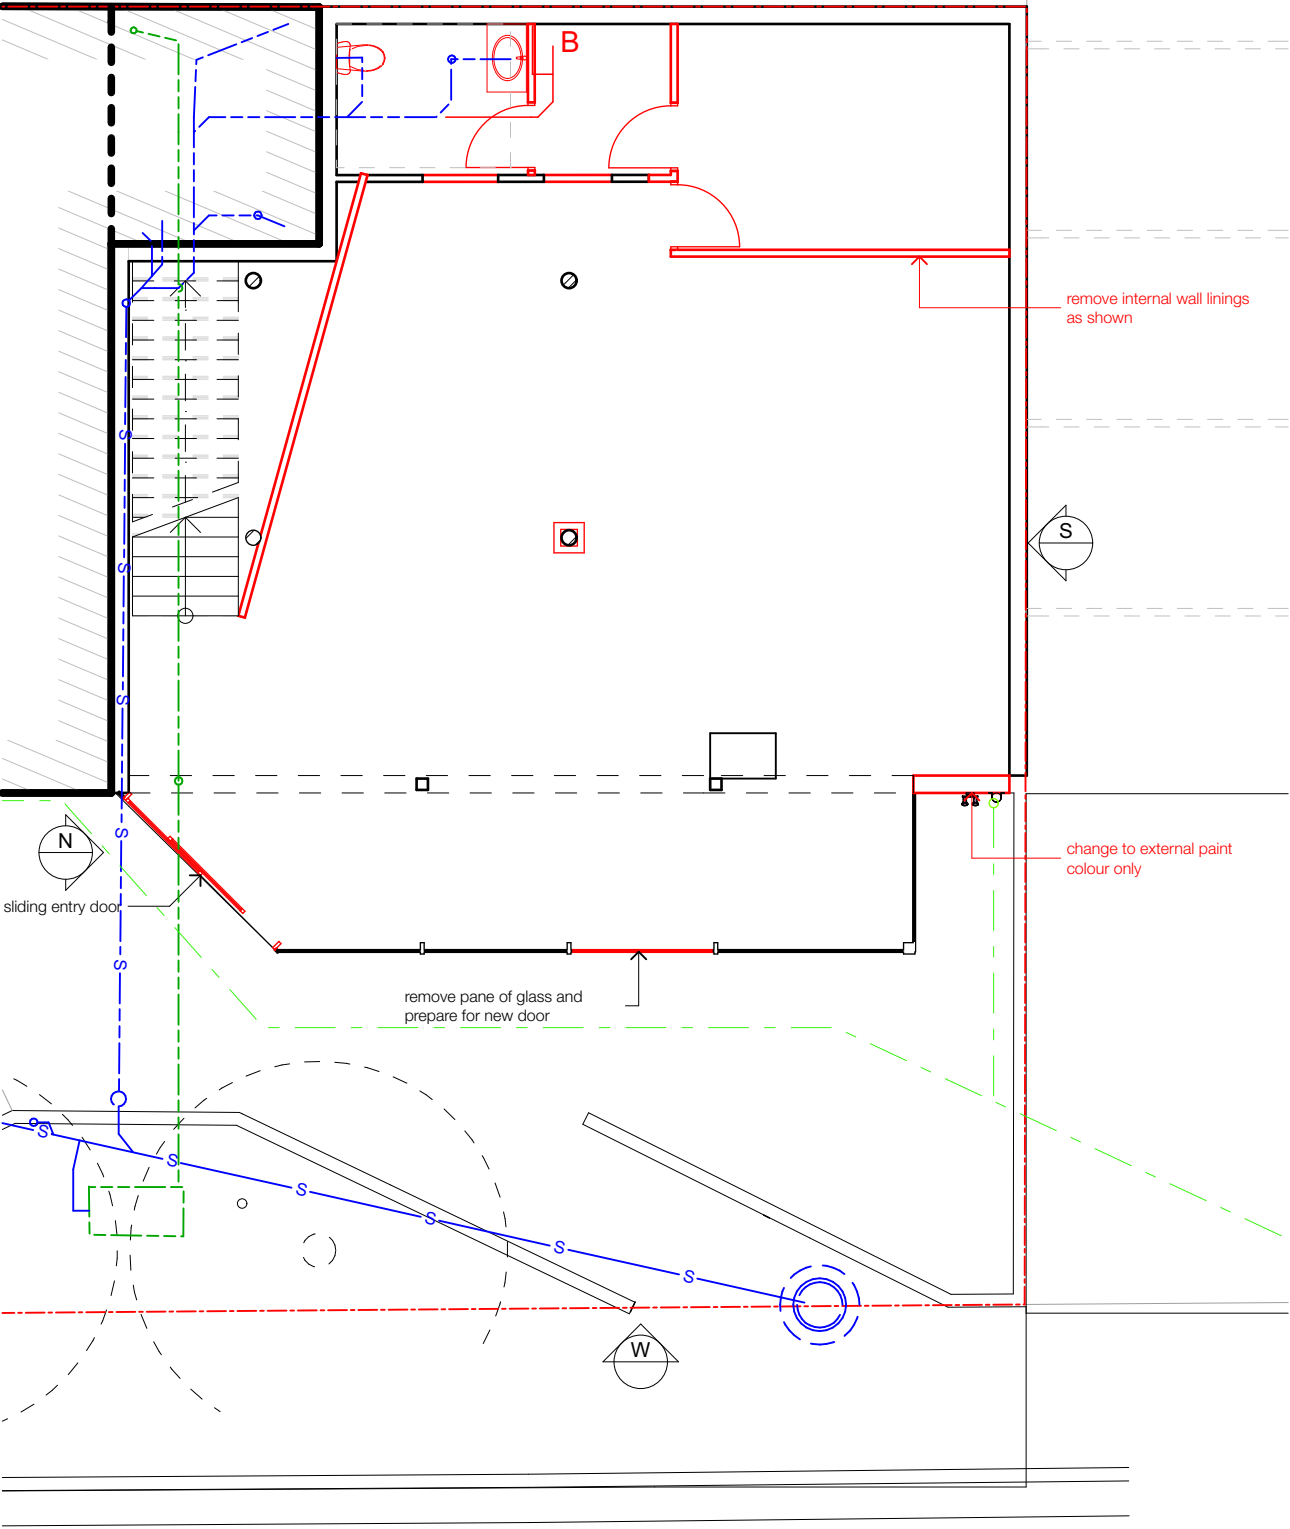 B
remove internal wall linings
as shown
S
S
S
S
N
S
change to external paint
colour only
sliding entry door
S
remove pane of glass and
prepare for new door
S
S
S
S
S
S
W